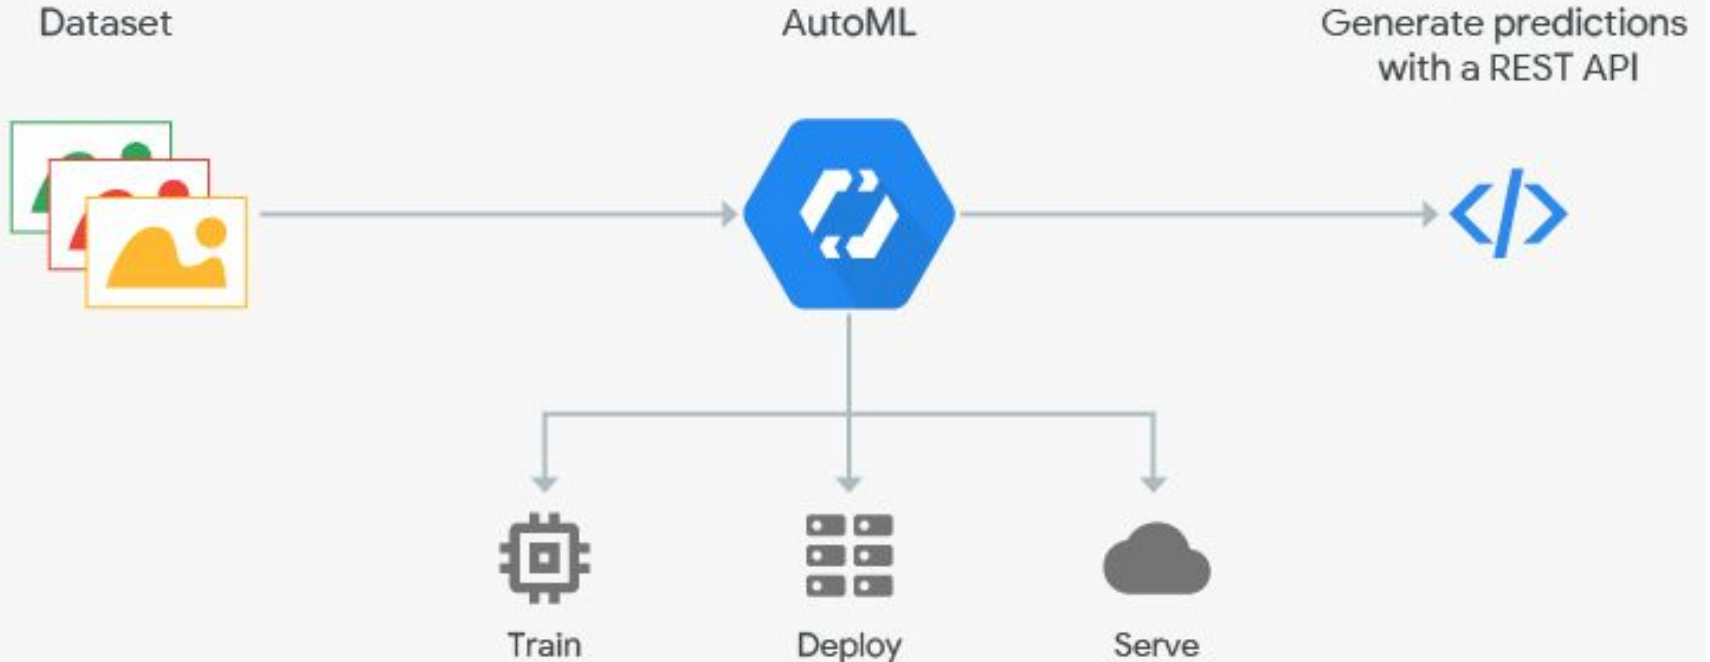 Dataset
AutoML
Generate predictions
with a REST API
Train
Deploy
Serve